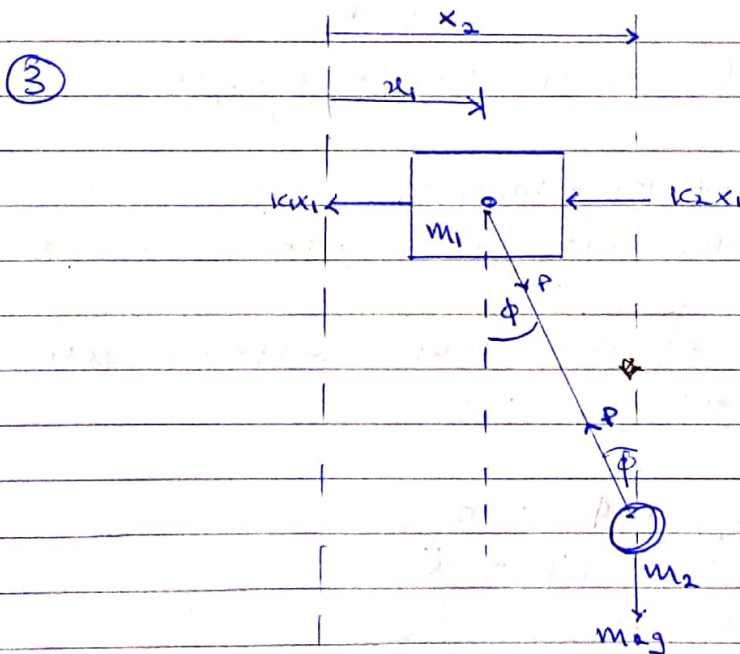 x₂
③
x₁
k₁x₁
k₂x₁
m₁
P
φ
P
φ
m₂
m₂g